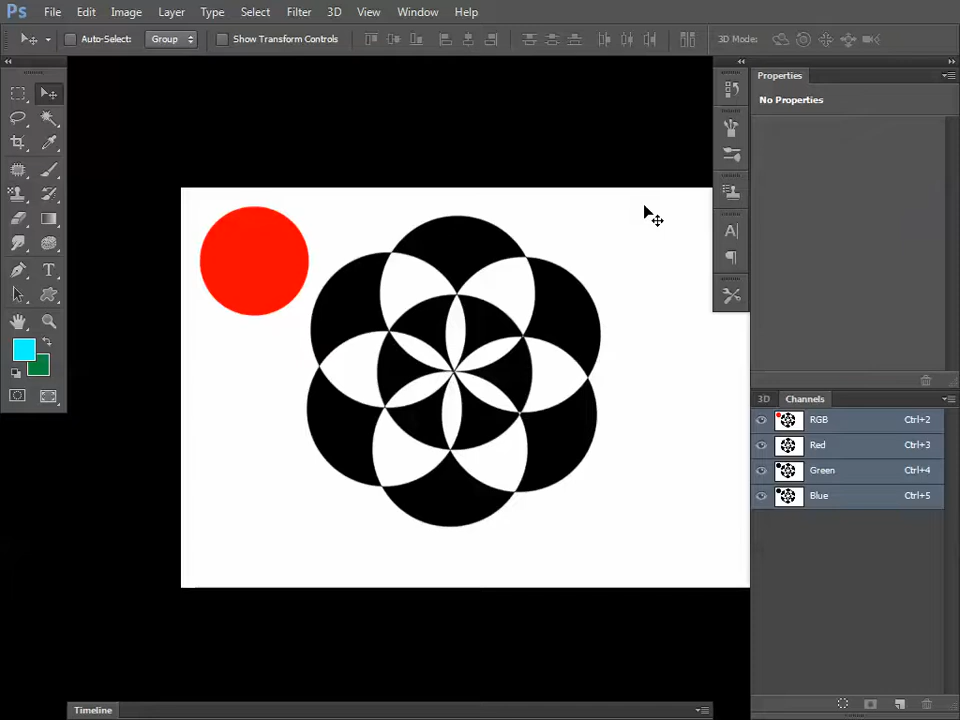 Ps File Edit Image Layer Type Select Filter 3D View Window Help
Auto-Select: Group Show Transform Controls 3D Mode:
Properties
No Properties
3D Channels
RGB Ctrl+2
Red Ctrl+3
Green Ctrl+4
Blue Ctrl+5
Timeline